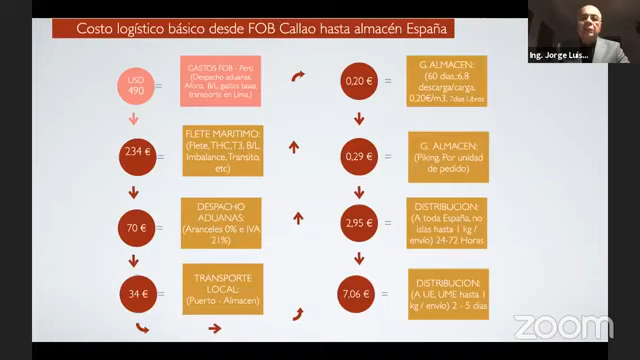 Costo logístico básico desde FOB Callao hasta almacén España
Ing. Jorge Luis...
USD
490
=
GASTOS FOB - Perú
(Despacho aduanas.
Aforo, B/L, gastos tasas,
transporte en Lima.)
234 €
=
FLETE MARITIMO:
(Flete, THC, T3, B/L,
Imbalance, Transito,
etc)
70 €
=
DESPACHO
ADUANAS:
(Aranceles 0% e IVA
21%)
34 €
=
TRANSPORTE
LOCAL:
(Puerto - Almacen)
0,20 €
=
G. ALMACEN:
(60 dias: 6,8
descarga/carga,
0,20€/m3, 7dias Libres)
0,29 €
=
G. ALMACEN:
(Piking, Por unidad
de pedido)
2,95 €
=
DISTRIBUCION:
(A toda España, no
islas hasta 1 kg /
envío) 24-72 Horas
7,06 €
=
DISTRIBUCION:
(A UE, UME hasta 1
kg / envío) 2 - 5 dias
zoom